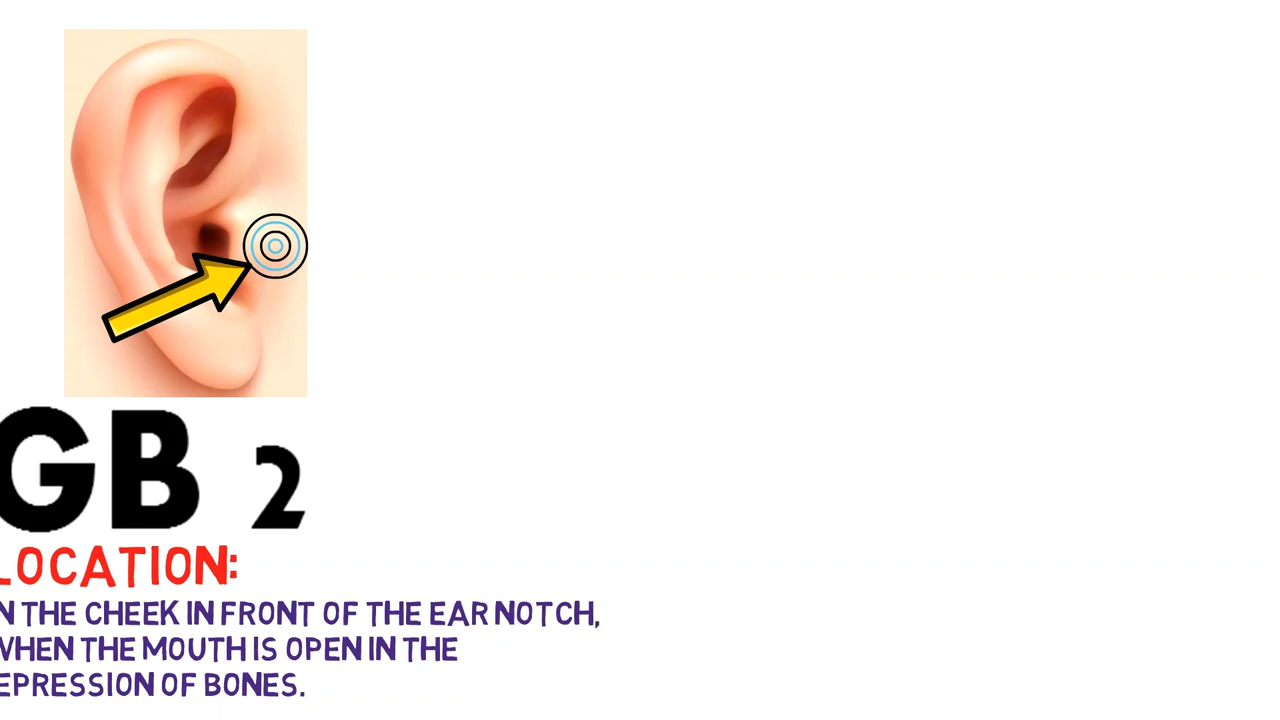 GB 2
LOCATION:
N THE CHEEK IN FRONT OF THE EAR NOTCH,
WHEN THE MOUTH IS OPEN IN THE
EPRESSION OF BONES.